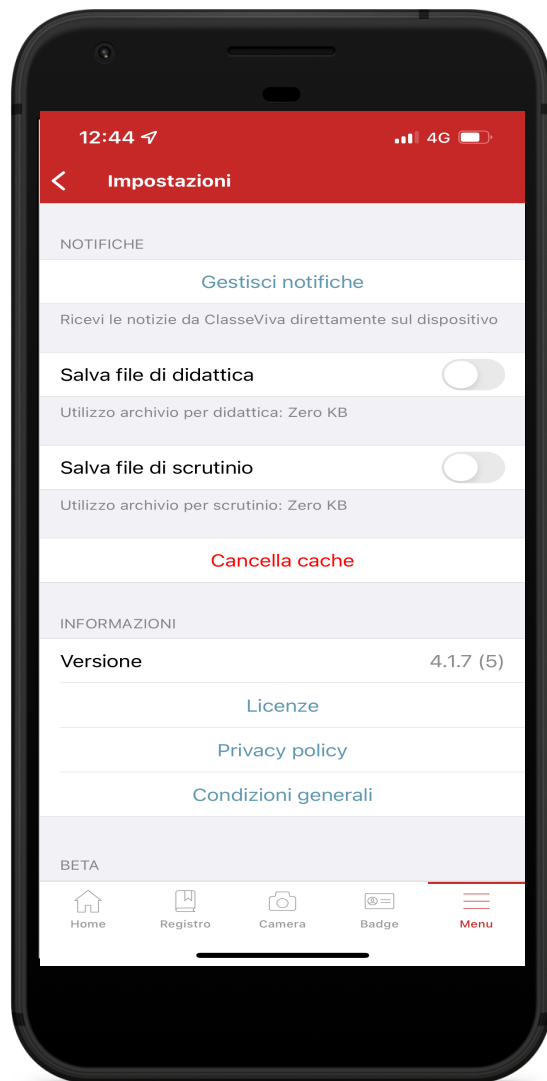 12:44 4G
Impostazioni
NOTIFICHE
Gestisci notifiche
Ricevi le notizie da ClasseViva direttamente sul dispositivo
Salva file di didattica
Utilizzo archivio per didattica: Zero KB
Salva file di scrutinio
Utilizzo archivio per scrutinio: Zero KB
Cancella cache
INFORMAZIONI
Versione 4.1.7 (5)
Licenze
Privacy policy
Condizioni generali
BETA
Home Registro Camera Badge Menu